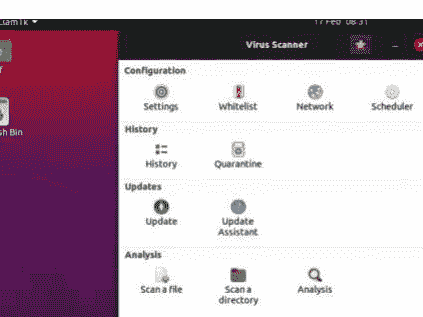 ClamTk
17 Feb 08:31
Virus Scanner
Configuration
Settings Whitelist Network Scheduler
sh Bin
History
History Quarantine
Updates
Update Update Assistant
Analysis
Scan a file Scan a directory Analysis